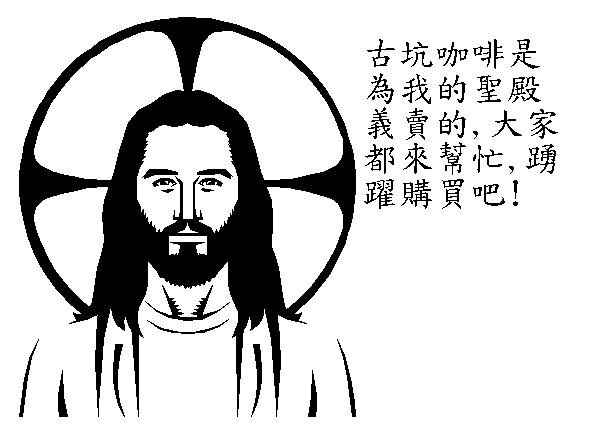 古坑咖啡是
為我的聖殿
義賣的,大家
都來幫忙,踴
躍購買吧!